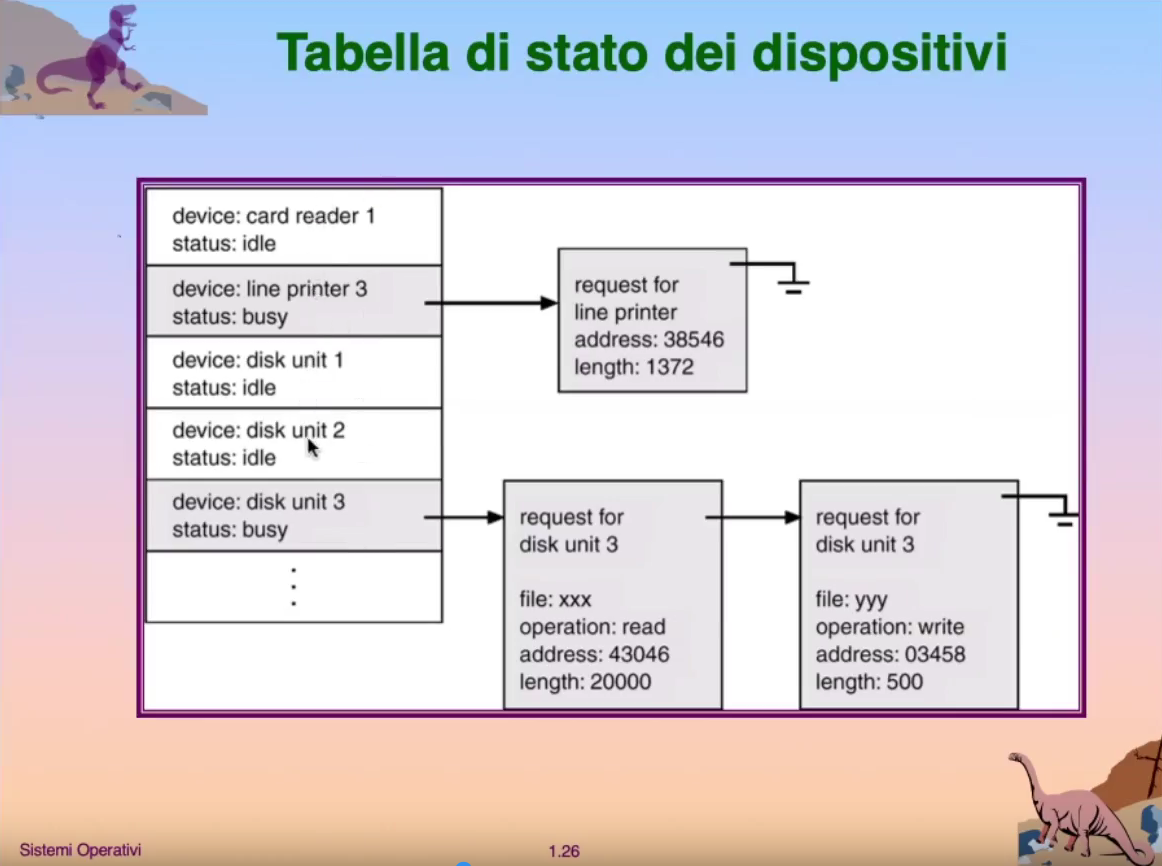 Tabella di stato dei dispositivi
device: card reader 1
status: idle
device: line printer 3
status: busy
device: disk unit 1
status: idle
device: disk unit 2
status: idle
device: disk unit 3
status: busy
request for
line printer
address: 38546
length: 1372
request for
disk unit 3
file: xxx
operation: read
address: 43046
length: 20000
request for
disk unit 3
file: yyy
operation: write
address: 03458
length: 500
Sistemi Operativi
1.26